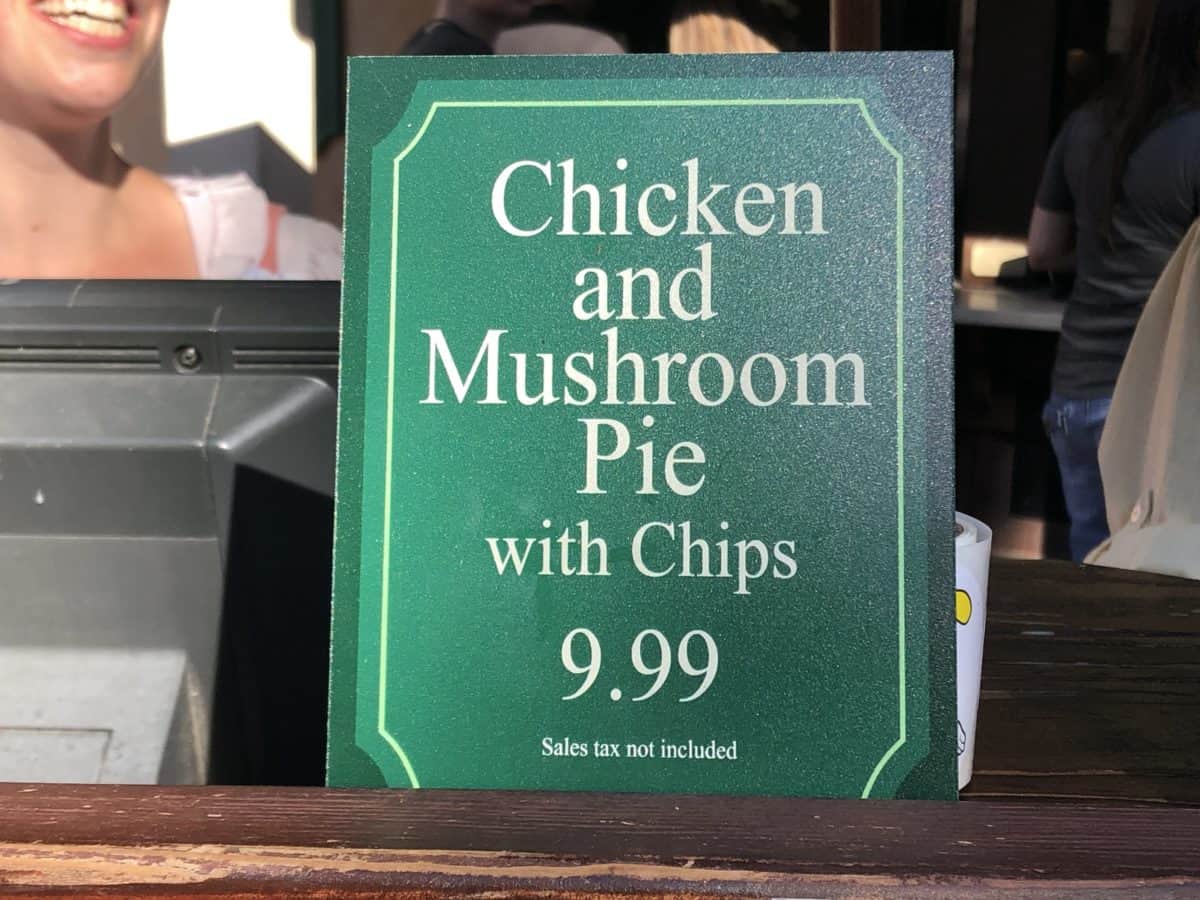 Chicken
and
Mushroom
Pie
with Chips
9.99
Sales tax not included